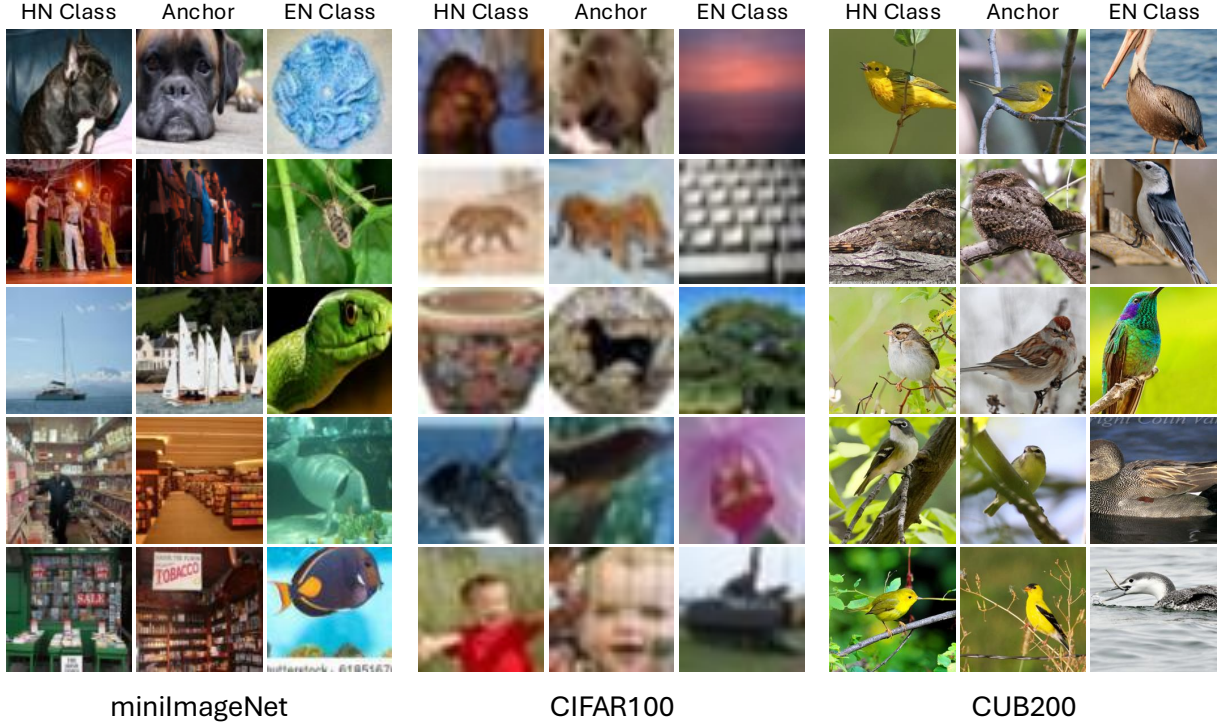 HN Class Anchor EN Class HN Class Anchor EN Class HN Class Anchor EN Class
SALE
TOBACCO
miniImageNet CIFAR100 CUB200